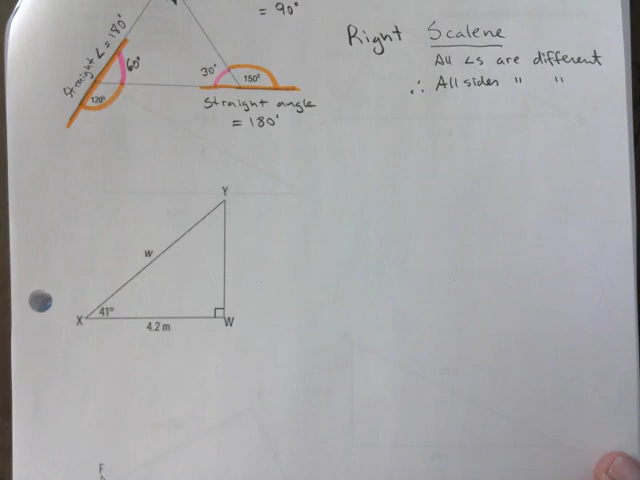 = 90°
Right Scalene
All ∠s are different
∴ All sides " "
Straight ∠ = 180°
60°
120°
30°
150°
Straight angle
= 180°
Y
w
X
41°
4.2 m
W
F